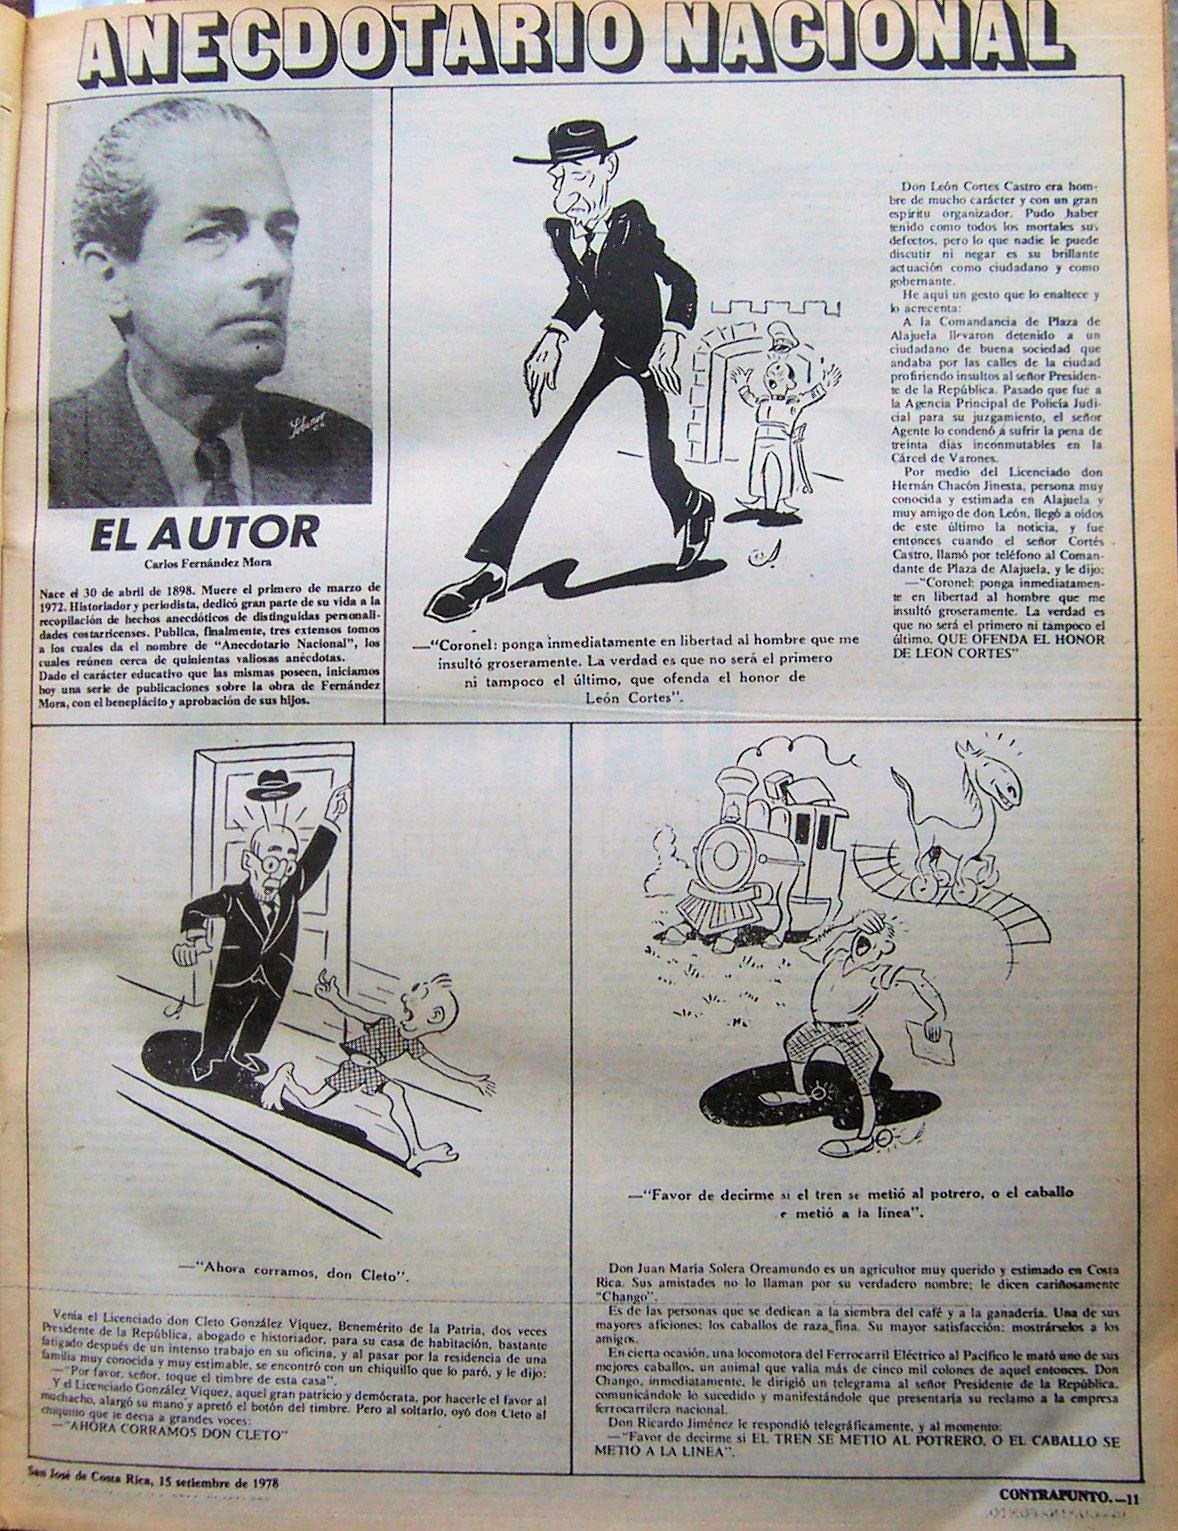 ANECDOTARIO NACIONAL
EL AUTOR
Carlos Fernández Mora
Nace el 30 de abril de 1898. Muere el primero de marzo de
1972. Historiador y periodista, dedicó gran parte de su vida a la
recopilación de hechos anecdóticos de distinguidas personali-
dades costarricenses. Publica, finalmente, tres extensos tomos
a los cuales da el nombre de "Anecdotario Nacional", los
cuales reúnen cerca de quinientas valiosas anécdotas.
Dado el carácter educativo que las mismas poseen, iniciamos
hoy una serie de publicaciones sobre la obra de Fernández
Mora, con el beneplácito y aprobación de sus hijos.
—"Coronel: ponga inmediatamente en libertad al hombre que me
insultó groseramente. La verdad es que no será el primero
ni tampoco el último, que ofenda el honor de
León Cortes".
Don León Cortes Castro era hom-
bre de mucho carácter y con un gran
espíritu organizador. Pudo haber
tenido como todos los mortales sus
defectos, pero lo que nadie le puede
discutir ni negar es su brillante
actuación como ciudadano y como
gobernante.
He aquí un gesto que lo enaltece y
lo acrecenta:
A la Comandancia de Plaza de
Alajuela llevaron detenido a un
ciudadano de buena sociedad que
andaba por las calles de la ciudad
profiriendo insultos al señor Presiden-
te de la República. Pasado que fue a
la Agencia Principal de Policía Judi-
cial para su juzgamiento, el señor
Agente lo condenó a sufrir la pena de
treinta días inconmutables en la
Cárcel de Varones.
Por medio del Licenciado don
Hernán Chacón Jinesta, persona muy
conocida y estimada en Alajuela y
muy amigo de don León, llegó a oídos
de este último la noticia, y fue
entonces cuando el señor Cortés
Castro, llamó por teléfono al Coman-
dante de Plaza de Alajuela, y le dijo:
—"Coronel: ponga inmediatamen-
te en libertad al hombre que me
insultó groseramente. La verdad es
que no será el primero ni tampoco el
último, QUE OFENDA EL HONOR
DE LEON CORTES"
—"Ahora corramos, don Cleto".
Venía el Licenciado don Cleto González Víquez, Benemérito de la Patria, dos veces
Presidente de la República, abogado e historiador, para su casa de habitación, bastante
fatigado después de un intenso trabajo en su oficina, y al pasar por la residencia de una
familia muy conocida y muy estimable, se encontró con un chiquillo que lo paró, y le dijo:
—"Por favor, señor, toque el timbre de esta casa".
Y el Licenciado González Víquez, aquel gran patricio y demócrata, por hacerle el favor al
muchacho, alargó su mano y apretó el botón del timbre. Pero al soltarlo, oyó don Cleto al
chiquillo que le decía a grandes voces:
—"AHORA CORRAMOS DON CLETO"
—"Favor de decirme si el tren se metió al potrero, o el caballo
e metió a la línea".
Don Juan María Solera Oreamundo es un agricultor muy querido y estimado en Costa
Rica. Sus amistades no lo llaman por su verdadero nombre; le dicen cariñosamente
"Chango".
Es de las personas que se dedican a la siembra del café y a la ganadería. Una de sus
mayores aficiones; los caballos de raza fina. Su mayor satisfacción: mostrárselos a los
amigos.
En cierta ocasión, una locomotora del Ferrocarril Eléctrico al Pacífico le mató uno de sus
mejores caballos, un animal que valía más de cinco mil colones de aquel entonces. Don
Chango, inmediatamente, le dirigió un telegrama al señor Presidente de la República,
comunicándole lo sucedido y manifestándole que presentaría su reclamo a la empresa
ferrocarrilera nacional.
Don Ricardo Jiménez le respondió telegráficamente, y al momento:
—"Favor de decirme si EL TREN SE METIO AL POTRERO, O EL CABALLO SE
METIO A LA LINEA".
San José de Costa Rica, 15 setiembre de 1978
CONTRAPUNTO.—11